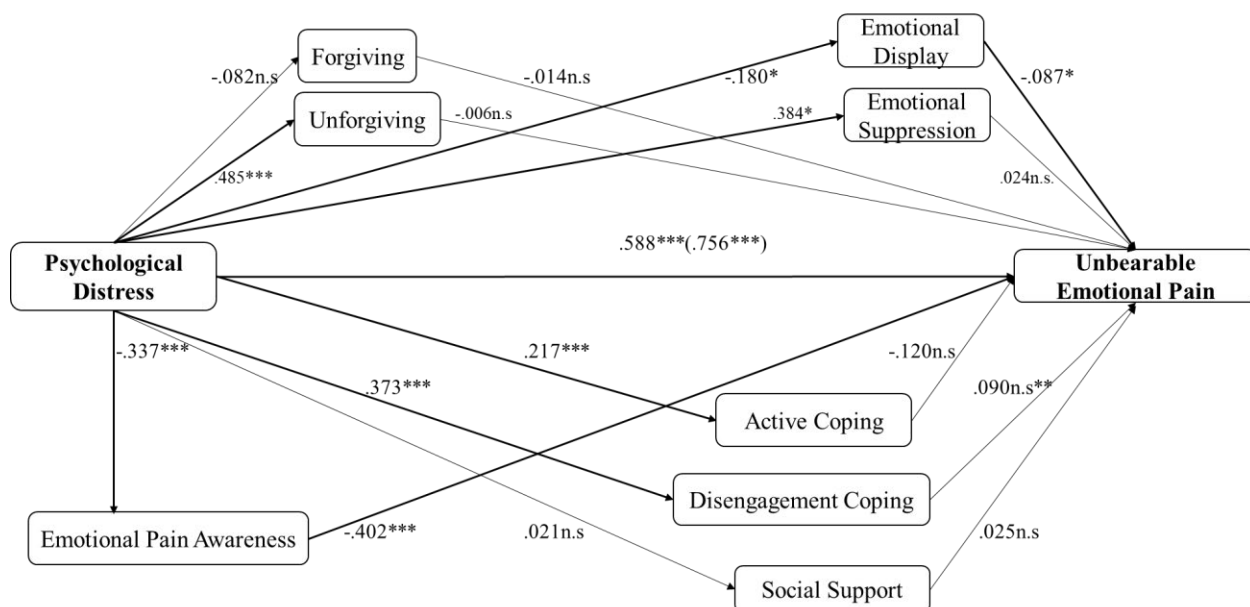 Forgiving
Emotional
Display
-.082n.s
-.014n.s
-.180*
-.087*
Unforgiving
-.006n.s
.384*
Emotional
Suppression
.485***
.024n.s.
.588***(.756***)
Psychological
Distress
Unbearable
Emotional Pain
-.337***
.217***
-.120n.s
.373***
.090n.s**
Active Coping
Disengagement Coping
Emotional Pain Awareness
-.402***
.021n.s
.025n.s
Social Support